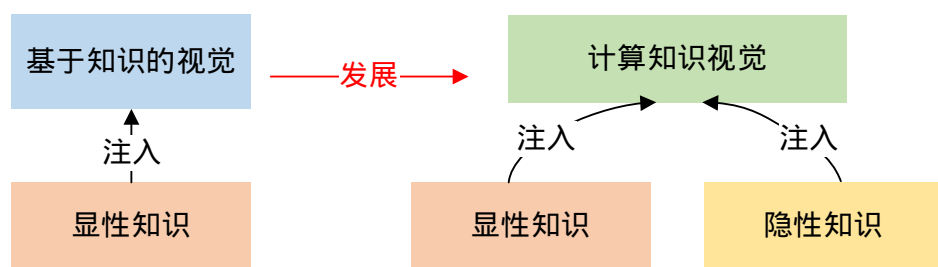 基于知识的视觉
发展
计算知识视觉
注入
注入
注入
显性知识
显性知识
隐性知识